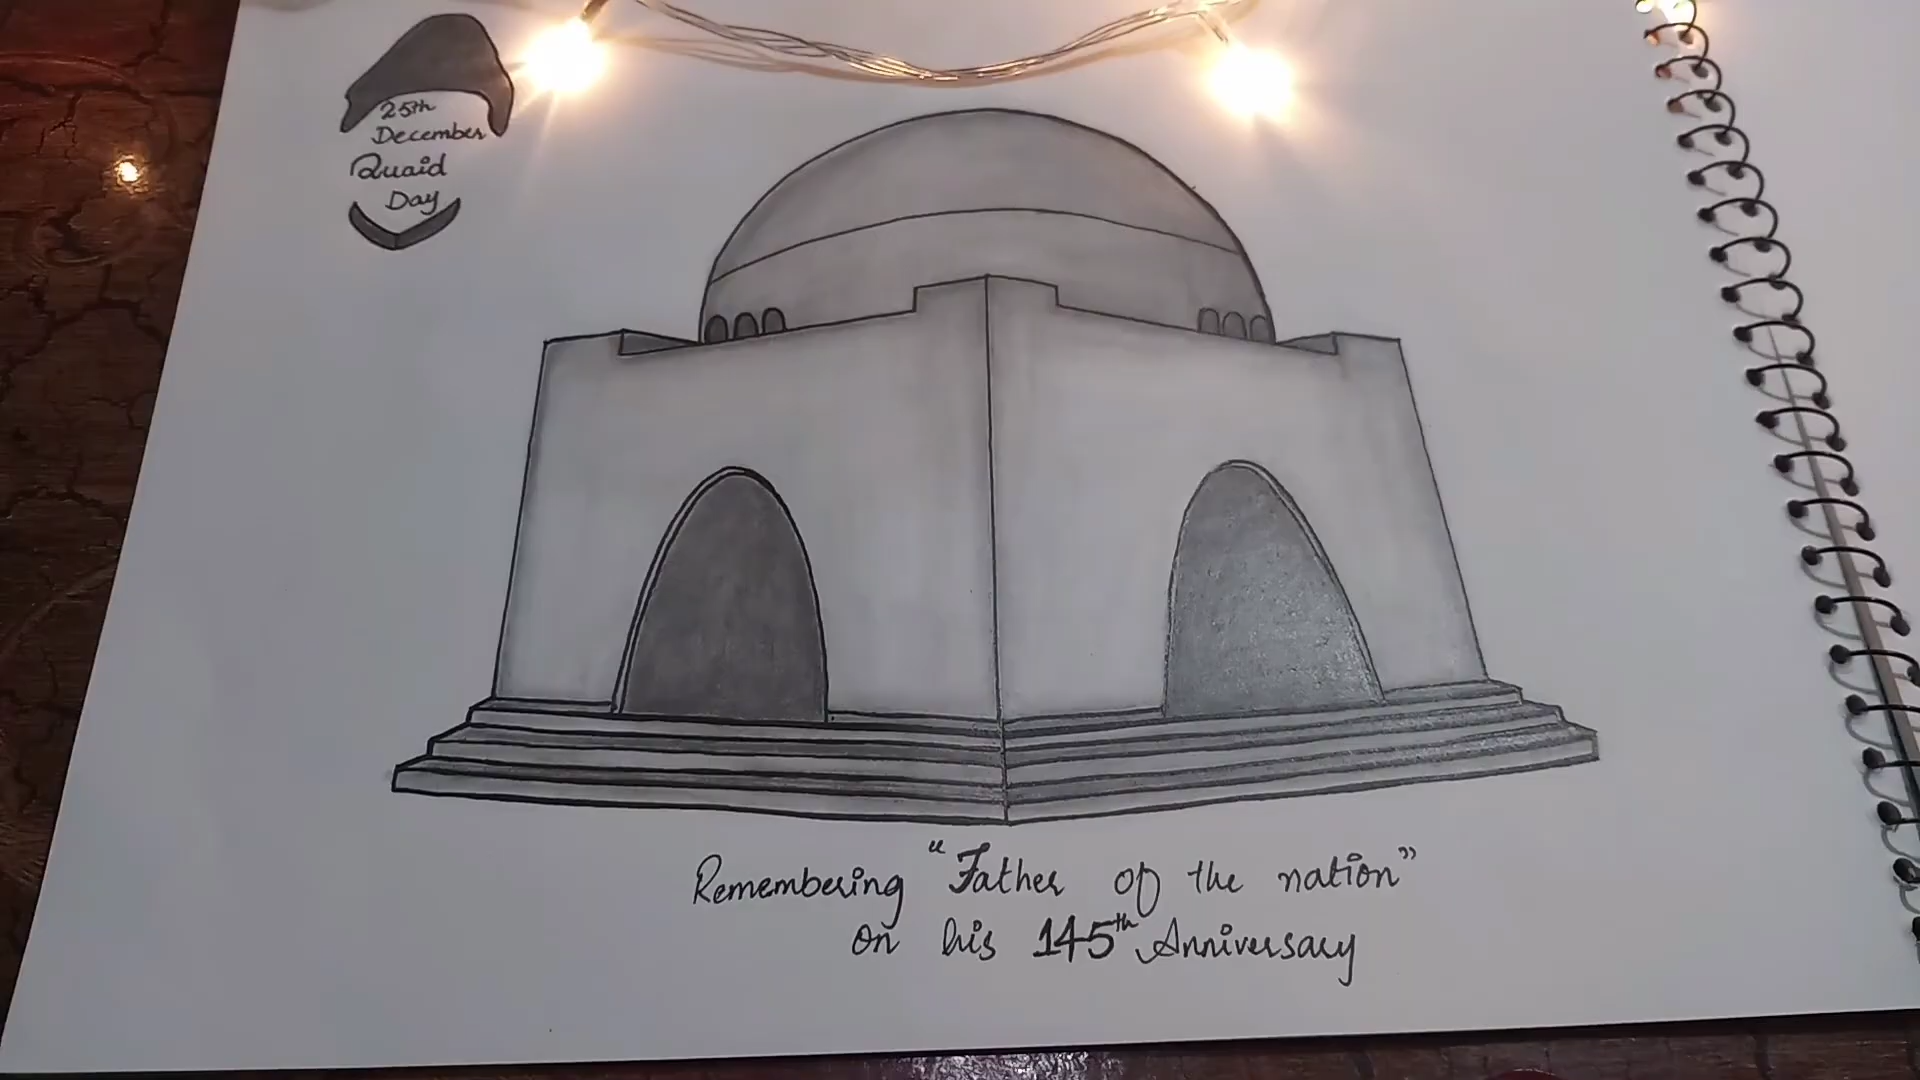 25th
December
Quaid
Day
Remembering "Father of the nation"
on his 145th Anniversary